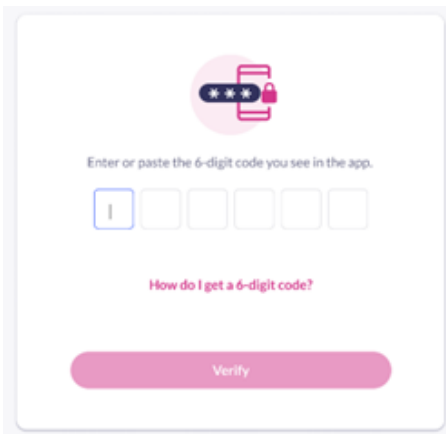 ***
Enter or paste the 6-digit code you see in the app.
How do I get a 6-digit code?
Verify